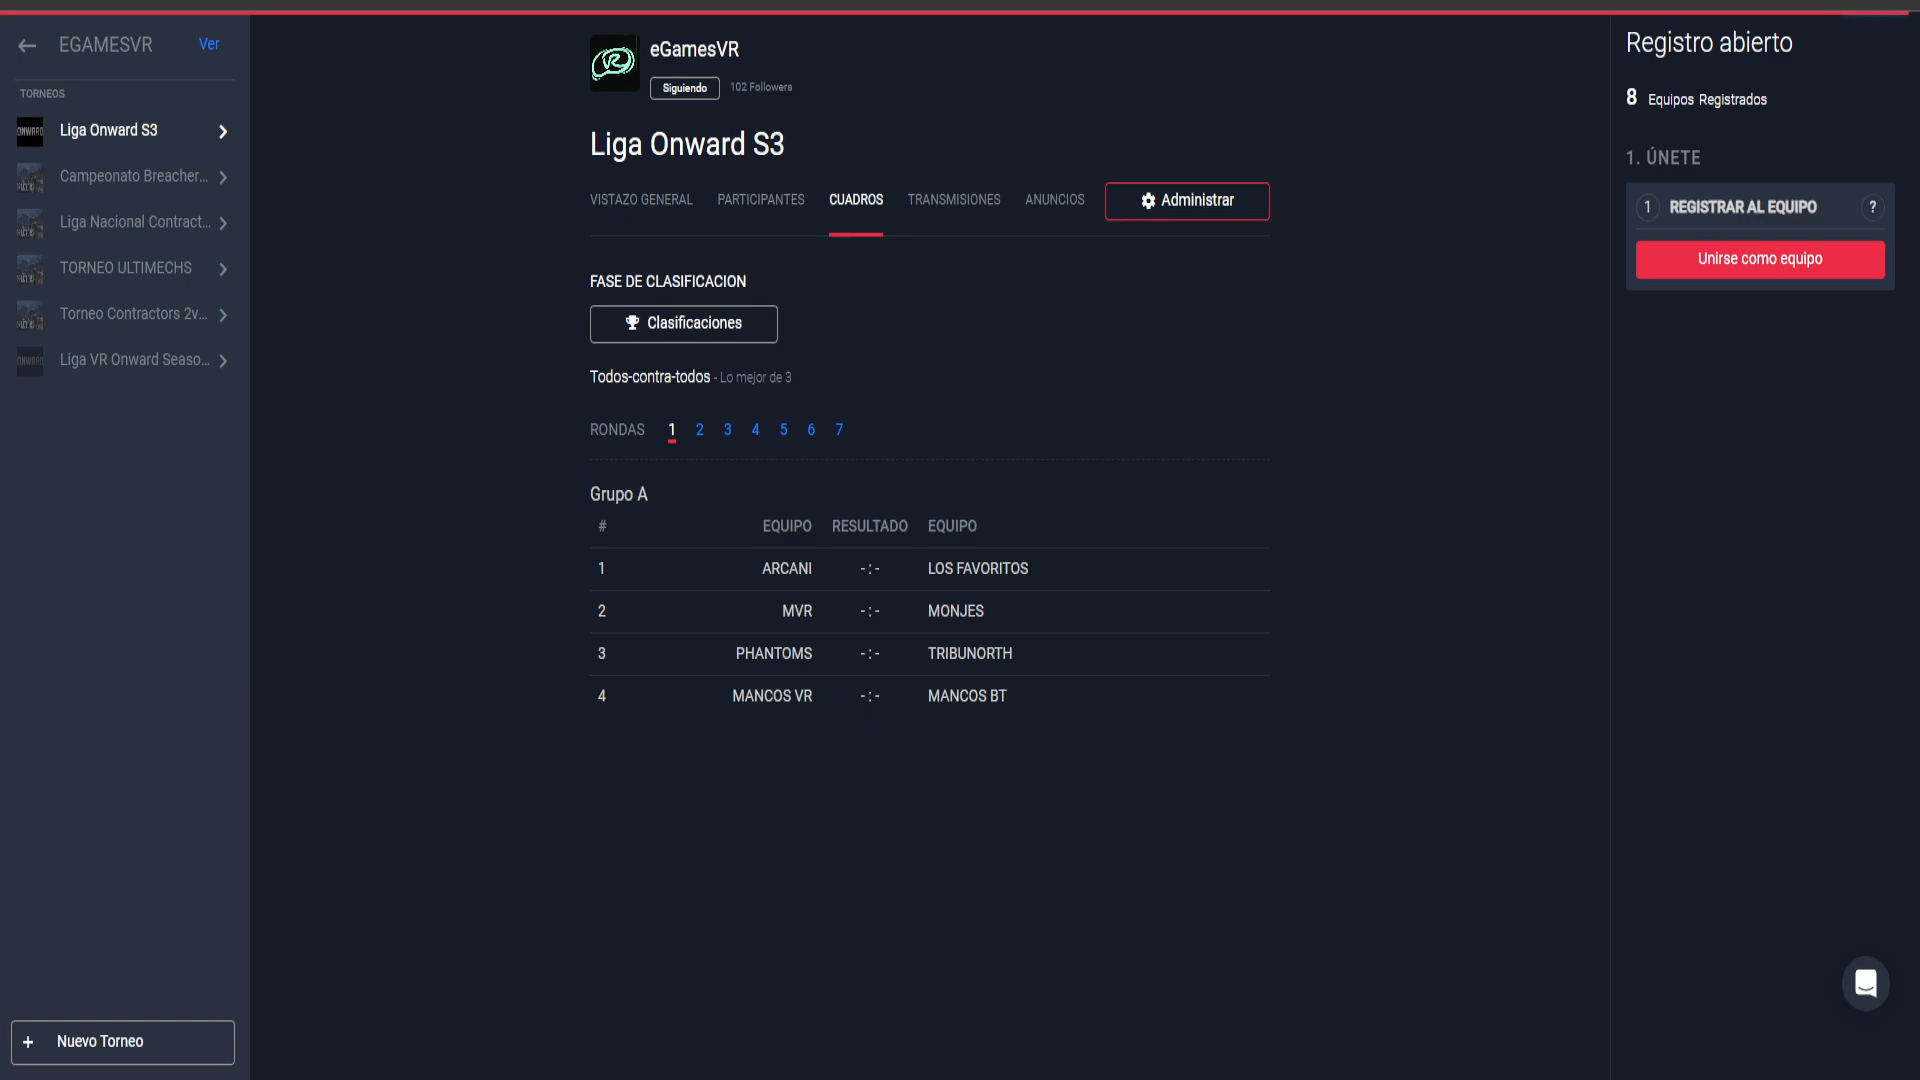 EGAMESVR Ver
TORNEOS
Liga Onward S3
Campeonato Breacher...
Liga Nacional Contract...
TORNEO ULTIMECHS
Torneo Contractors 2v...
Liga VR Onward Seaso...
+ Nuevo Torneo
eGamesVR
Siguiendo 102 Followers
Liga Onward S3
VISTAZO GENERAL PARTICIPANTES CUADROS TRANSMISIONES ANUNCIOS Administrar
FASE DE CLASIFICACION
Clasificaciones
Todos-contra-todos - Lo mejor de 3
RONDAS 1 2 3 4 5 6 7
Grupo A
# EQUIPO RESULTADO EQUIPO
1 ARCANI - : - LOS FAVORITOS
2 MVR - : - MONJES
3 PHANTOMS - : - TRIBUNORTH
4 MANCOS VR - : - MANCOS BT
Registro abierto
8 Equipos Registrados
1. ÚNETE
1 REGISTRAR AL EQUIPO ?
Unirse como equipo